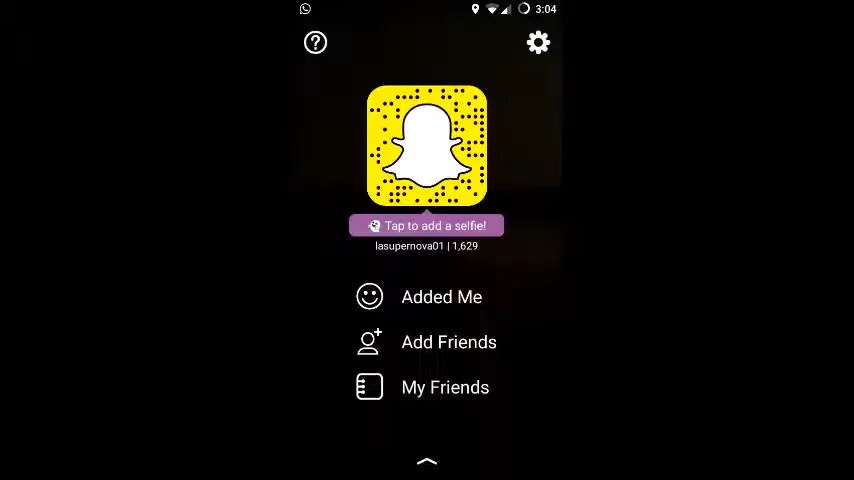 3:04
Tap to add a selfie!
lasupernova01 | 1,629
Added Me
Add Friends
My Friends